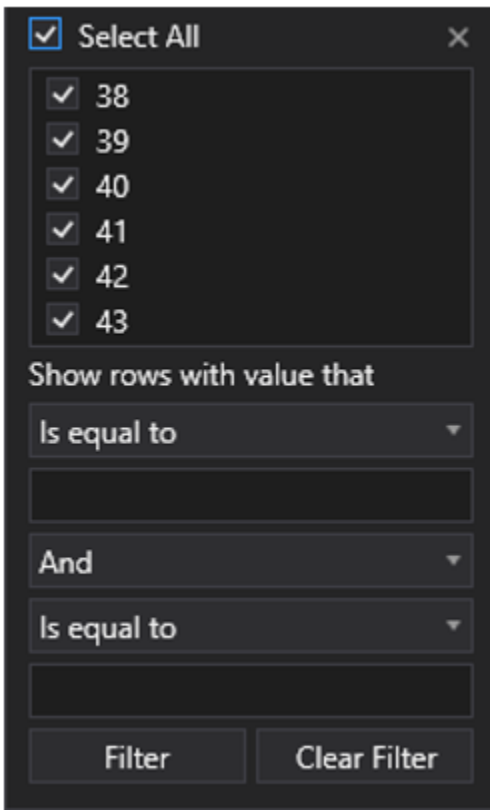 Select All
38
39
40
41
42
43
Show rows with value that
Is equal to
And
Is equal to
Filter Clear Filter